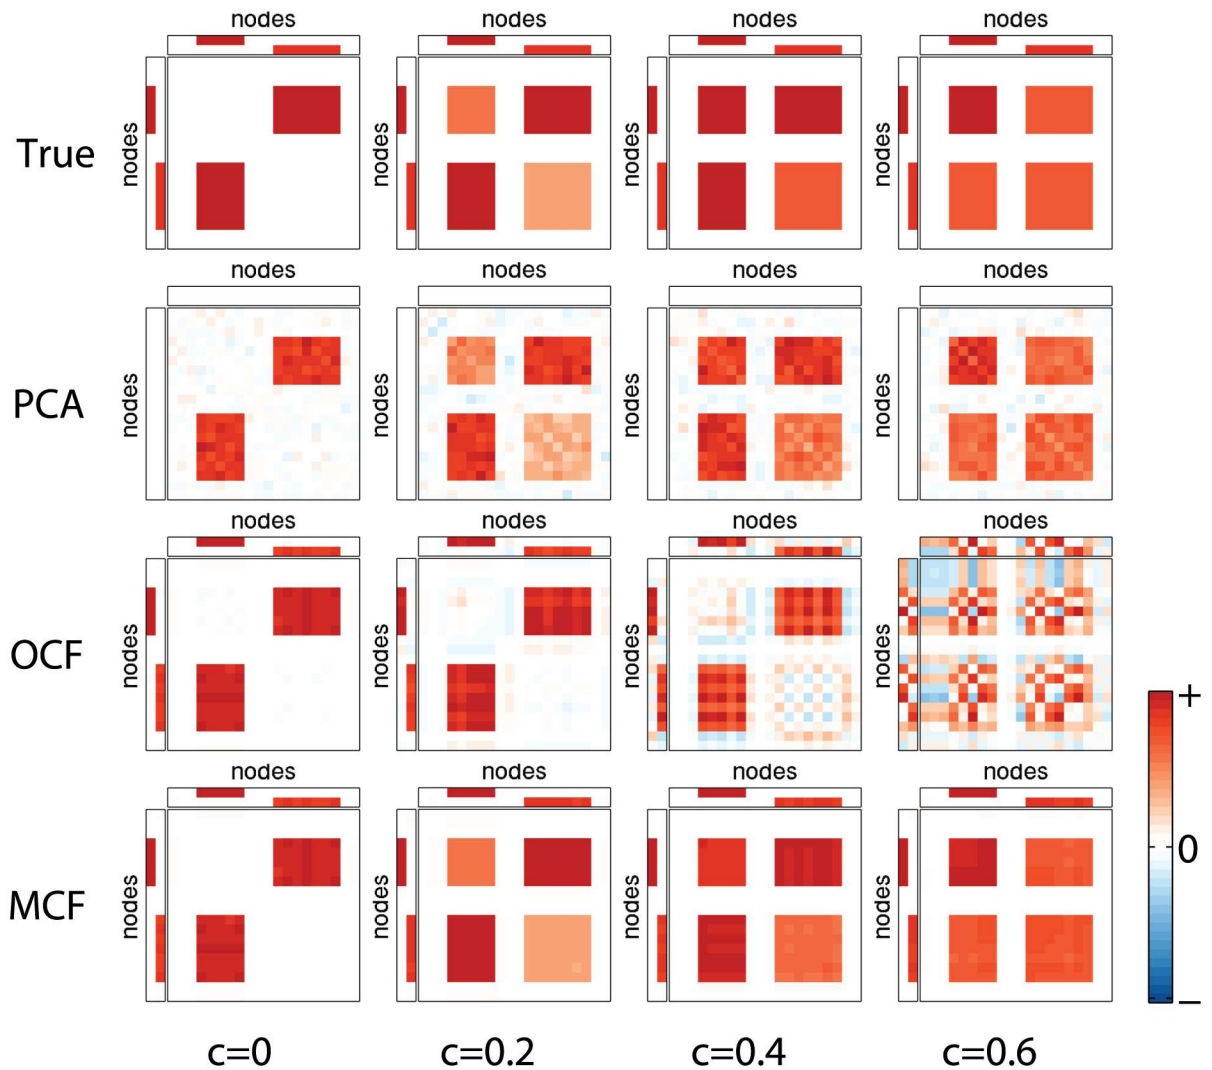 nodes nodes nodes nodes
True nodes nodes nodes nodes
nodes nodes nodes nodes
PCA nodes nodes nodes nodes
nodes nodes nodes nodes
OCF nodes nodes nodes nodes
+
nodes nodes nodes nodes
0
MCF nodes nodes nodes nodes
−
c=0 c=0.2 c=0.4 c=0.6